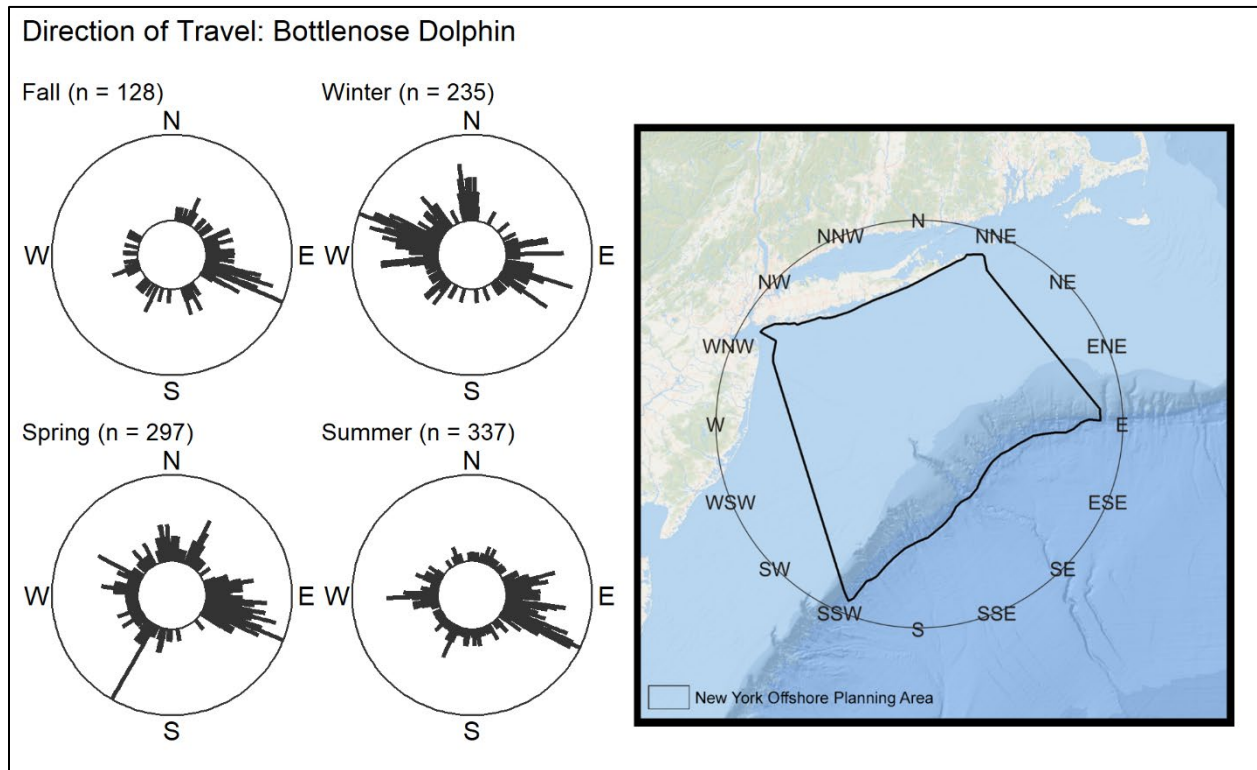 Direction of Travel: Bottlenose Dolphin
Fall (n = 128)
N
W
E
S
Winter (n = 235)
N
W
E
S
Spring (n = 297)
N
W
E
S
Summer (n = 337)
N
W
E
S
N
NNW
NNE
NW
NE
WNW
ENE
W
E
WSW
ESE
SW
SE
SSW
SSE
S
New York Offshore Planning Area